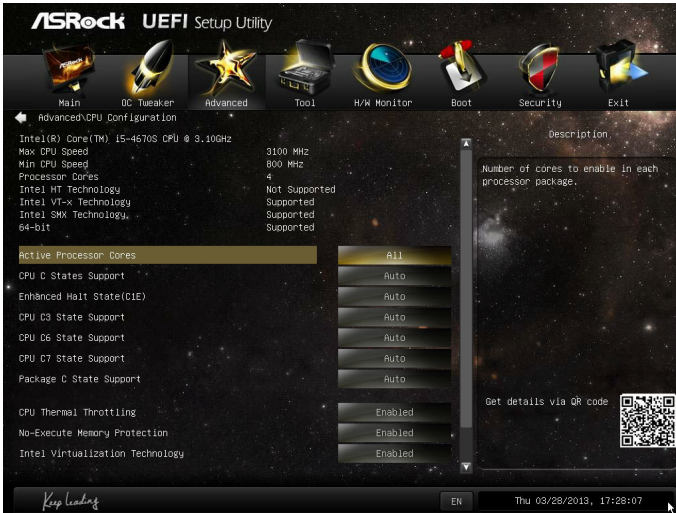 ASRock UEFI Setup Utility
Main OC Tweaker Advanced Tool H/W Monitor Boot Security Exit
Advanced\CPU Configuration
Description
Intel(R) Core(TM) i5-4670S CPU @ 3.10GHz
Max CPU Speed 3100 MHz
Min CPU Speed 800 MHz
Processor Cores 4
Intel HT Technology Not Supported
Intel VT-x Technology Supported
Intel SMX Technology Supported
64-bit Supported
Number of cores to enable in each
processor package.
Active Processor Cores All
CPU C States Support Auto
Enhanced Halt State(C1E) Auto
CPU C3 State Support Auto
CPU C6 State Support Auto
CPU C7 State Support Auto
Package C State Support Auto
CPU Thermal Throttling Enabled
No-Execute Memory Protection Enabled
Intel Virtualization Technology Enabled
Get details via QR code
Keep Leading
EN
Thu 03/28/2013, 17:28:07